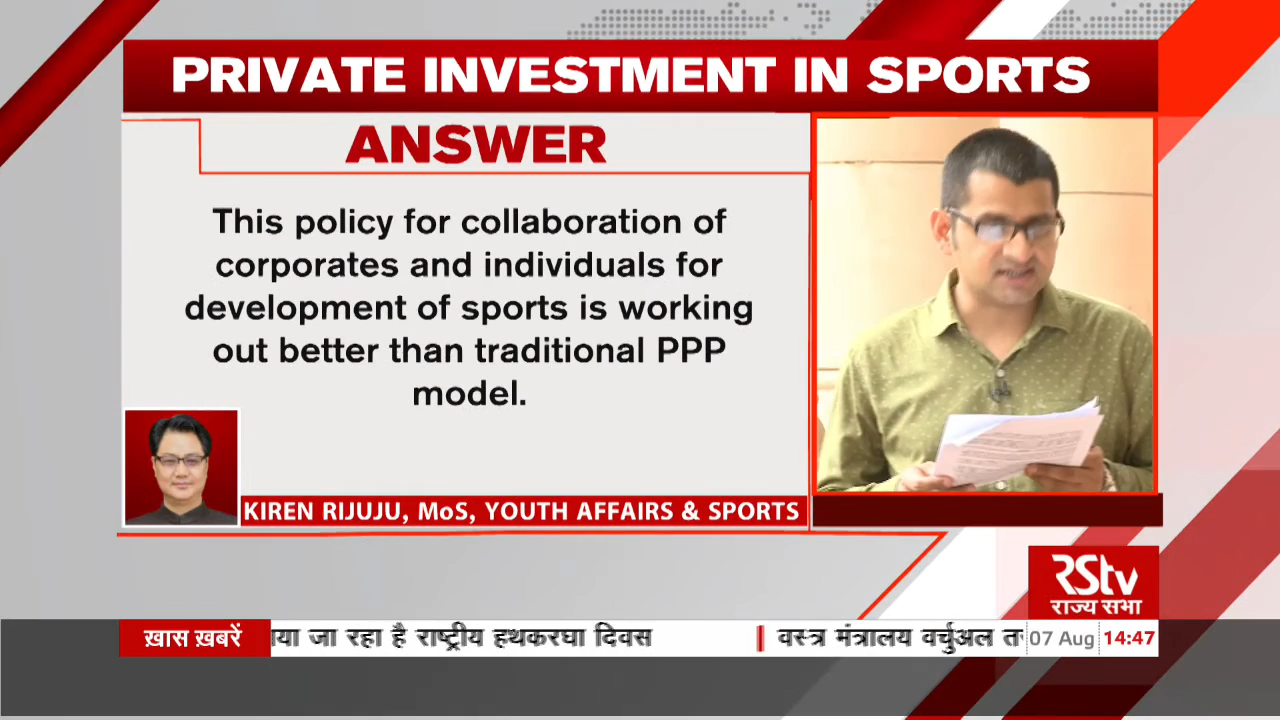 PRIVATE INVESTMENT IN SPORTS
ANSWER
This policy for collaboration of
corporates and individuals for
development of sports is working
out better than traditional PPP
model.
KIREN RIJUJU, MoS, YOUTH AFFAIRS & SPORTS
RStv
राज्य सभा
ख़ास ख़बरें
जा रहा है राष्ट्रीय हथकरघा दिवस
वस्त्र मंत्रालय वर्चुअल
07 Aug 14:47